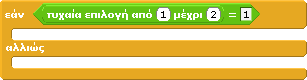 εάν τυχαία επιλογή από 1 μέχρι 2 = 1
αλλιώς